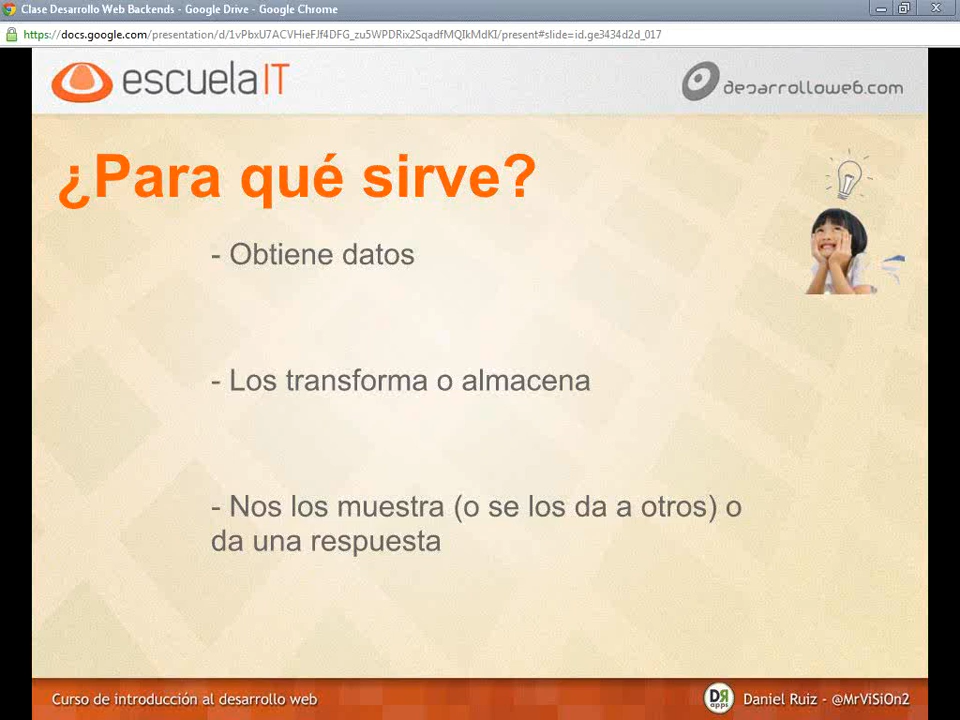 Clase Desarrollo Web Backends - Google Drive - Google Chrome
https://docs.google.com/presentation/d/1vPbxU7ACVHieFJf4DFG_zu5WPDRix2SqadfMQIkMdKI/present#slide=id.ge3434d2d_017
escuelaIT
desarrolloweb.com
¿Para qué sirve?
- Obtiene datos
- Los transforma o almacena
- Nos los muestra (o se los da a otros) o
da una respuesta
Curso de introducción al desarrollo web
DR apps
Daniel Ruiz - @MrViSiOn2